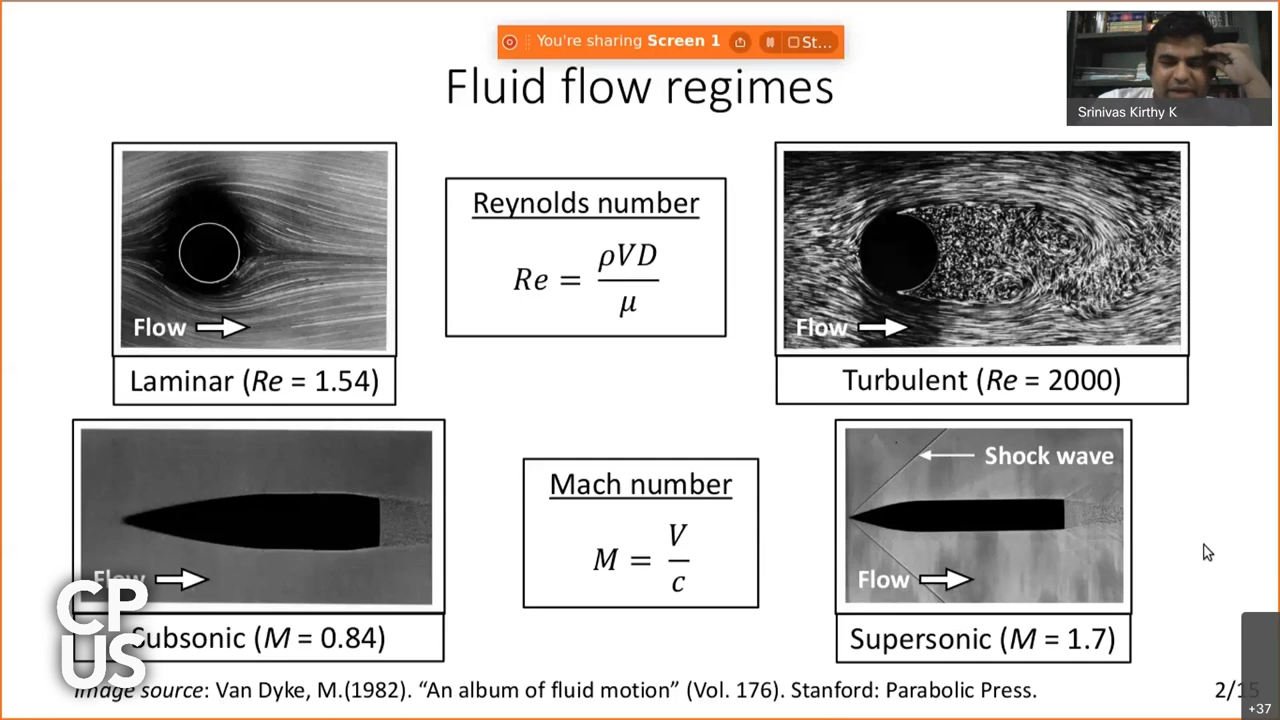 You're sharing Screen 1
St...
Srinivas Kirthy K
Fluid flow regimes
Flow
Laminar (Re = 1.54)
Reynolds number
Re = ρVD / μ
Flow
Turbulent (Re = 2000)
Flow
Subsonic (M = 0.84)
Mach number
M = V / c
Shock wave
Flow
Supersonic (M = 1.7)
CP
US
Image source: Van Dyke, M.(1982). “An album of fluid motion” (Vol. 176). Stanford: Parabolic Press.
2/15
+37